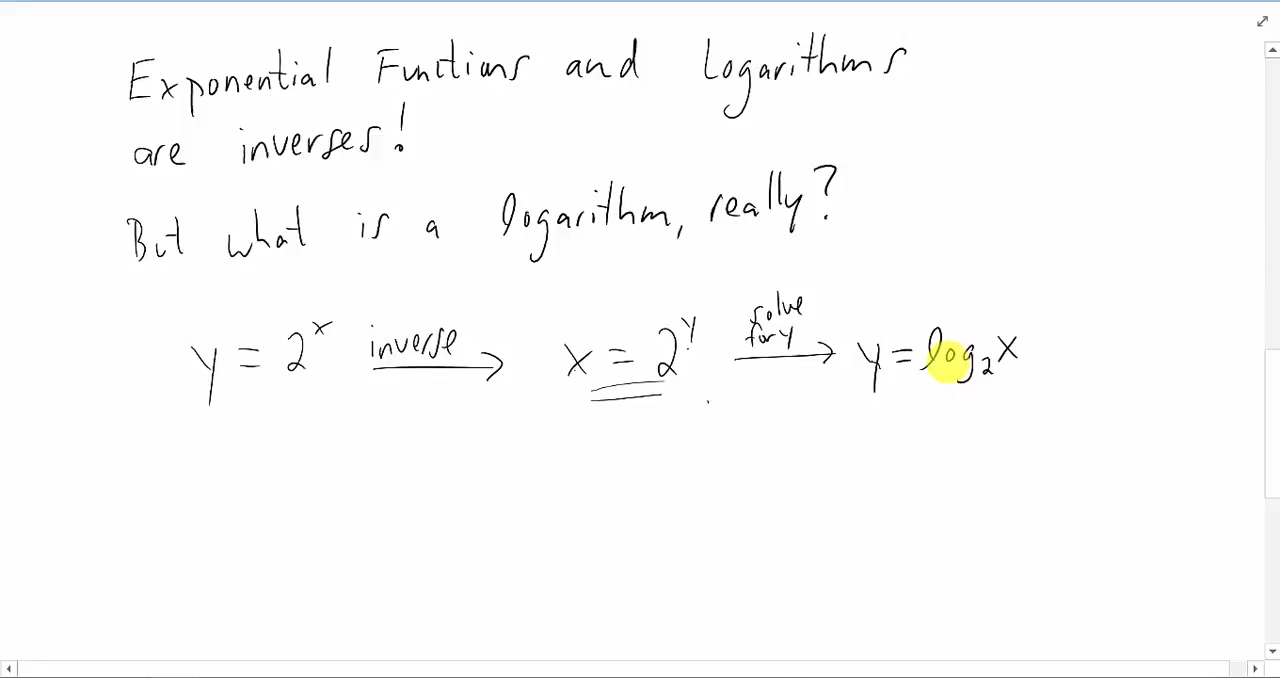 Exponential Functions and Logarithms
are inverses!
But what is a logarithm, really?
y = 2^x inverse → x = 2^y solve for y → y = log₂x